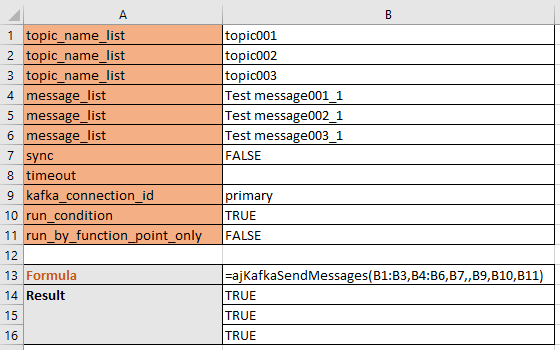 A B
1 topic_name_list topic001
2 topic_name_list topic002
3 topic_name_list topic003
4 message_list Test message001_1
5 message_list Test message002_1
6 message_list Test message003_1
7 sync FALSE
8 timeout
9 kafka_connection_id primary
10 run_condition TRUE
11 run_by_function_point_only FALSE
12
13 Formula =ajKafkaSendMessages(B1:B3,B4:B6,B7,,B9,B10,B11)
14 Result TRUE
15 TRUE
16 TRUE